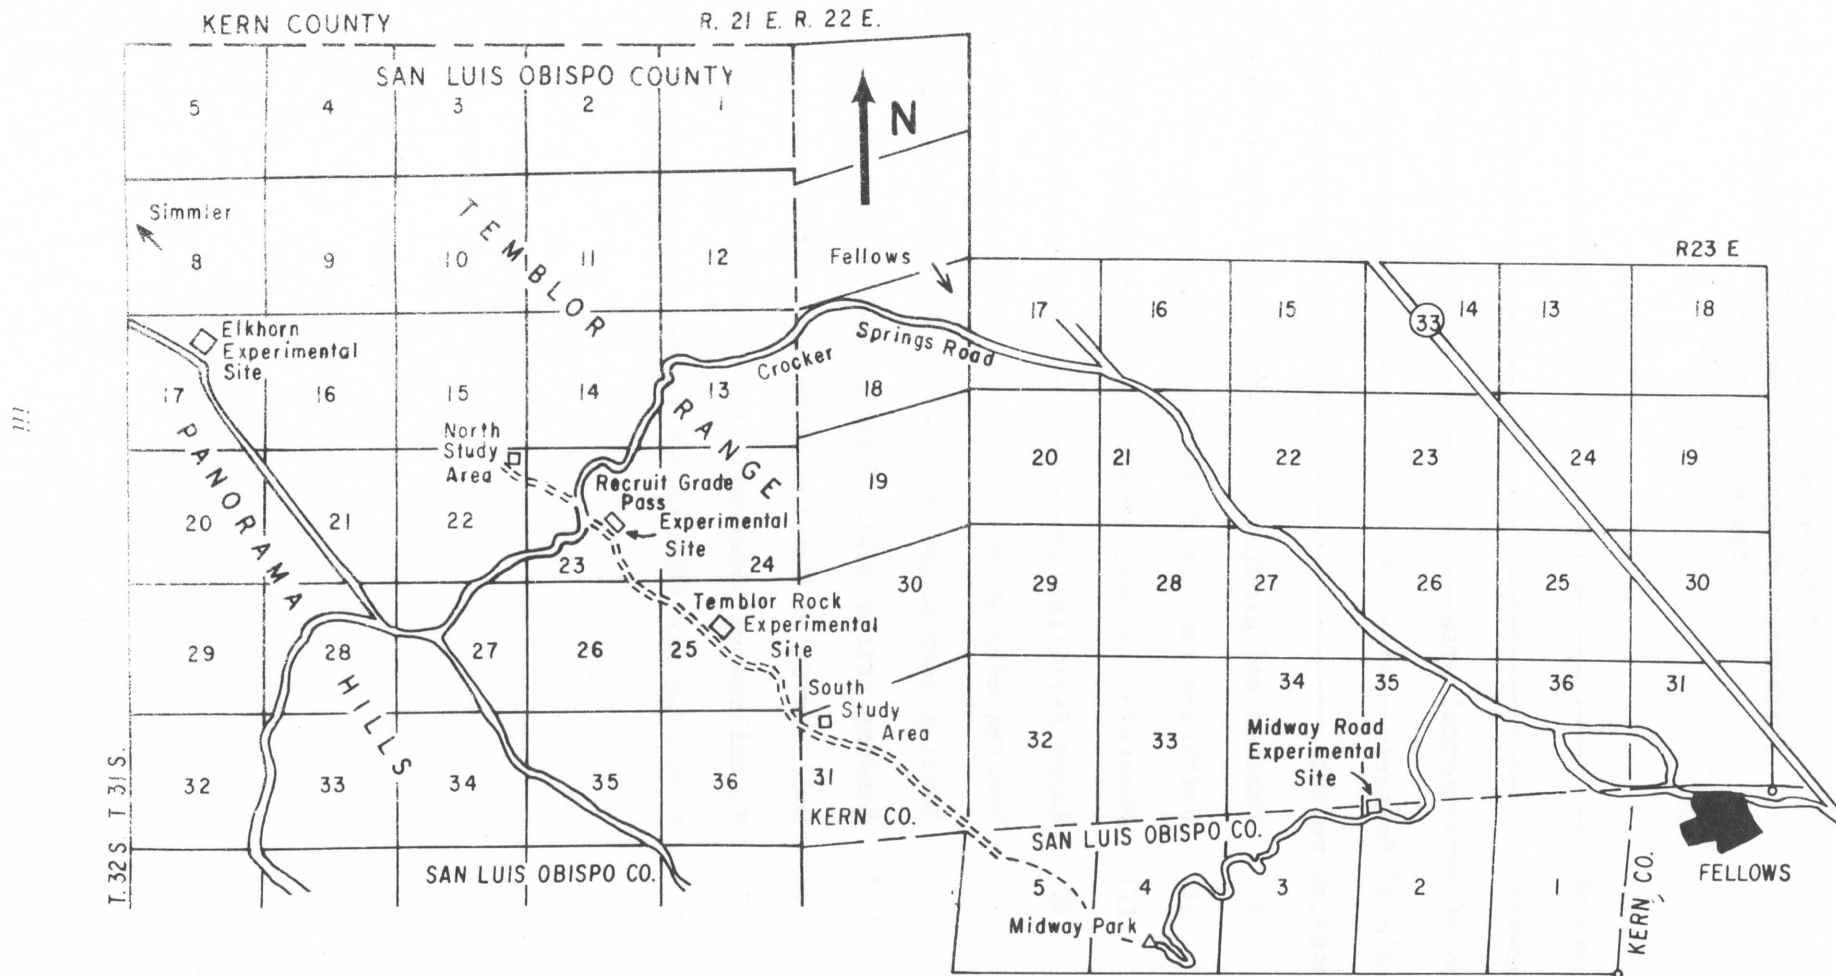 KERN COUNTY
R. 21 E. R. 22 E.
SAN LUIS OBISPO COUNTY
5 4 3 2 1
N
Simmler
TEMBLOR
8 9 10 11 12
Fellows
R23 E
17 16 15 14 13 18
33
Elkhorn
Experimental
Site
Crocker Springs Road
17 16 15 14 13 18
RANGE
PANORAMA
North
Study
Area
20 21 22 23 24 19
19
Recruit Grade
Pass
Experimental
Site
20 21 22
23 24
30
29 28 27 26 25 30
Temblor Rock
Experimental
Site
29 28 27 26 25
HILLS
34 35 36 31
South
Study
Area
Midway Road
Experimental
Site
32 33
32 33 34 35 36 31
T. 31 S.
T. 32 S.
KERN CO.
SAN LUIS OBISPO CO.
SAN LUIS OBISPO CO.
5 4 3 2 1
KERN CO.
FELLOWS
Midway Park
iii